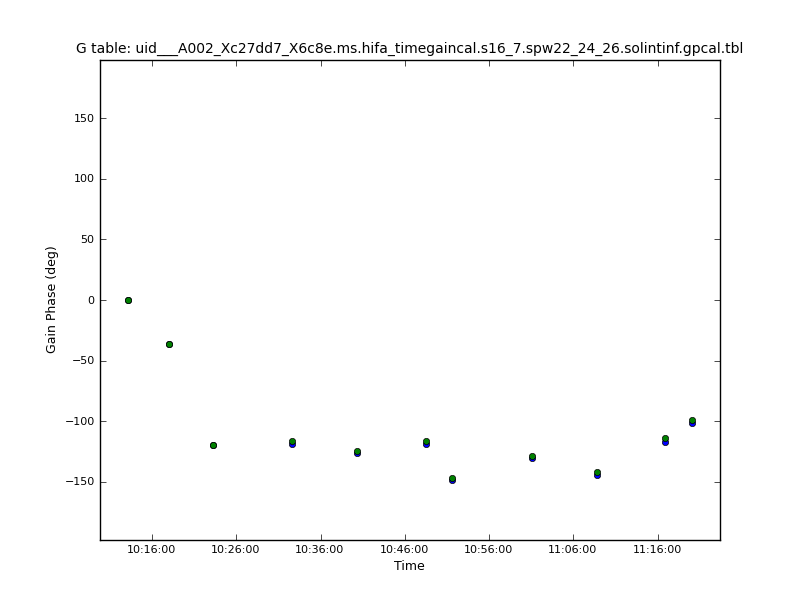 G table: uid___A002_Xc27dd7_X6c8e.ms.hifa_timegaincal.s16_7.spw22_24_26.solintinf.gpcal.tbl
150
100
50
0
−50
−100
−150
Gain Phase (deg)
10:16:00 10:26:00 10:36:00 10:46:00 10:56:00 11:06:00 11:16:00
Time